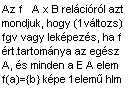 Az f   A x B relációról azt
mondjuk, hogy (1változs)
fgv vagy leképezés, ha f
ért.tartománya az egész
A, és minden a E A elem
f(a)={b} képe 1elemű hlm